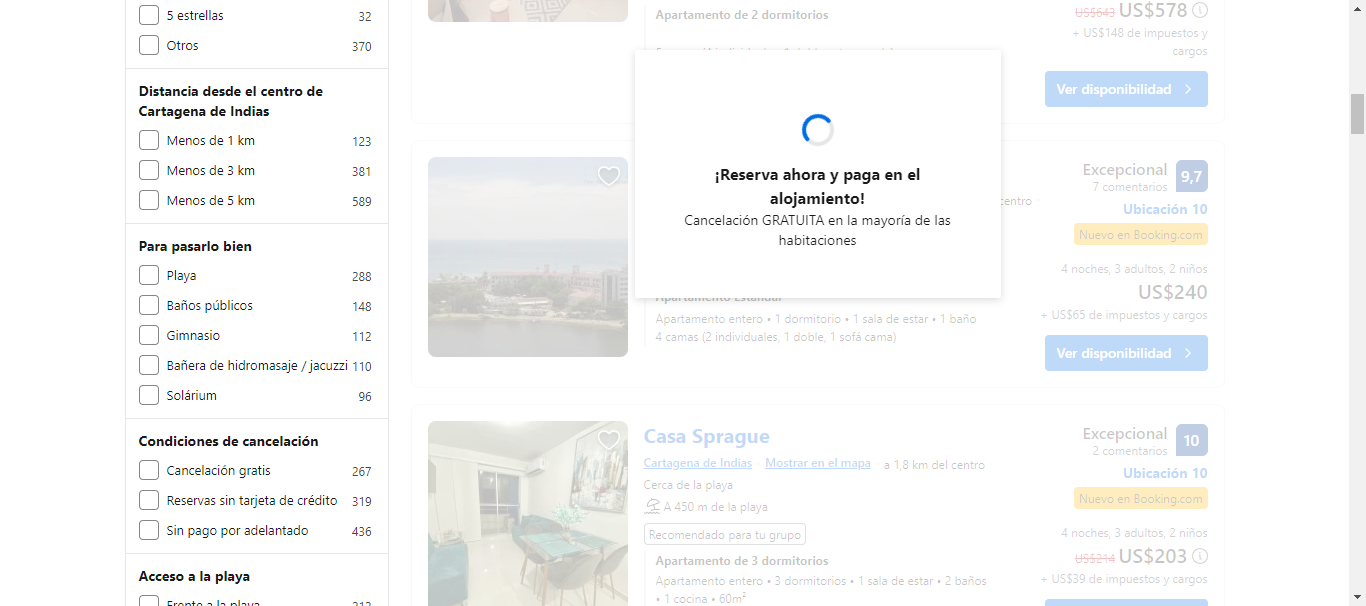 5 estrellas 32
Otros 370
Distancia desde el centro de
Cartagena de Indias
Menos de 1 km 123
Menos de 3 km 381
Menos de 5 km 589
Para pasarlo bien
Playa 288
Baños públicos 148
Gimnasio 112
Bañera de hidromasaje / jacuzzi 110
Solárium 96
Condiciones de cancelación
Cancelación gratis 267
Reservas sin tarjeta de crédito 319
Sin pago por adelantado 436
Acceso a la playa
Frente a la playa 212
Apartamento de 2 dormitorios
US$643 US$578
+ US$148 de impuestos y
cargos
Ver disponibilidad
¡Reserva ahora y paga en el
alojamiento!
Cancelación GRATUITA en la mayoría de las
habitaciones
centro
Excepcional 9,7
7 comentarios
Ubicación 10
Nuevo en Booking.com
Apartamento Estándar
Apartamento entero • 1 dormitorio • 1 sala de estar • 1 baño
4 camas (2 individuales, 1 doble, 1 sofá cama)
4 noches, 3 adultos, 2 niños
US$240
+ US$65 de impuestos y cargos
Ver disponibilidad
Casa Sprague
Cartagena de Indias Mostrar en el mapa a 1,8 km del centro
Cerca de la playa
A 450 m de la playa
Recomendado para tu grupo
Apartamento de 3 dormitorios
Apartamento entero • 3 dormitorios • 1 sala de estar • 2 baños
• 1 cocina • 60m²
Excepcional 10
2 comentarios
Ubicación 10
Nuevo en Booking.com
4 noches, 3 adultos, 2 niños
US$214 US$203
+ US$39 de impuestos y cargos